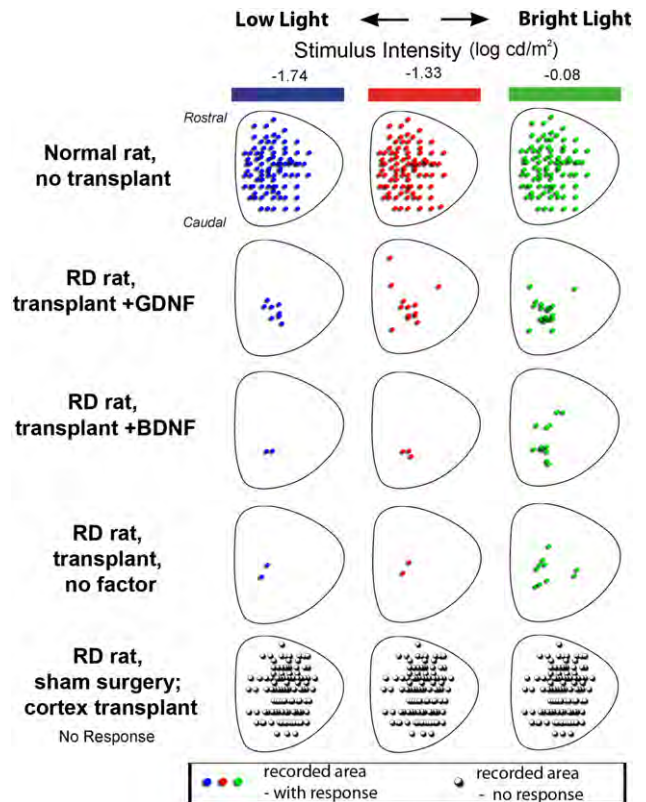 Low Light Bright Light
Stimulus Intensity (log cd/m²)
-1.74 -1.33 -0.08
Rostral
Normal rat,
no transplant
Caudal
RD rat,
transplant +GDNF
RD rat,
transplant +BDNF
RD rat,
transplant,
no factor
RD rat,
sham surgery;
cortex transplant
No Response
recorded area recorded area
- with response - no response